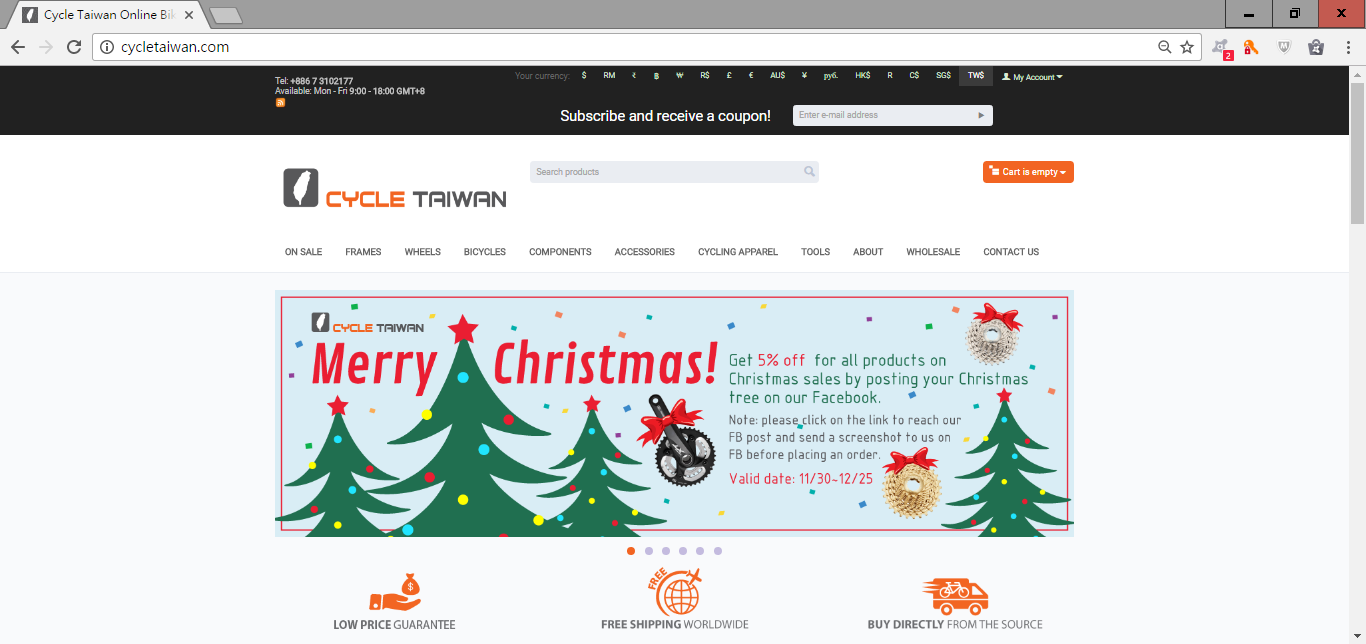 Cycle Taiwan Online Bik
cycletaiwan.com
2
Tel: +886 7 3102177
Available: Mon - Fri 9:00 - 18:00 GMT+8
Your currency: $ RM ₹ ฿ ₩ R$ £ € AU$ ¥ руб. HK$ R C$ SG$ TW$ My Account
Subscribe and receive a coupon! Enter e-mail address
CYCLE TAIWAN
Search products
Cart is empty
ON SALE FRAMES WHEELS BICYCLES COMPONENTS ACCESSORIES CYCLING APPAREL TOOLS ABOUT WHOLESALE CONTACT US
CYCLE TAIWAN
Merry Christmas!
Get 5% off for all products on
Christmas sales by posting your Christmas
tree on our Facebook.
Note: please click on the link to reach our
FB post and send a screenshot to us on
FB before placing an order.
Valid date: 11/30~12/25
$
FREE
LOW PRICE GUARANTEE
FREE SHIPPING WORLDWIDE
BUY DIRECTLY FROM THE SOURCE